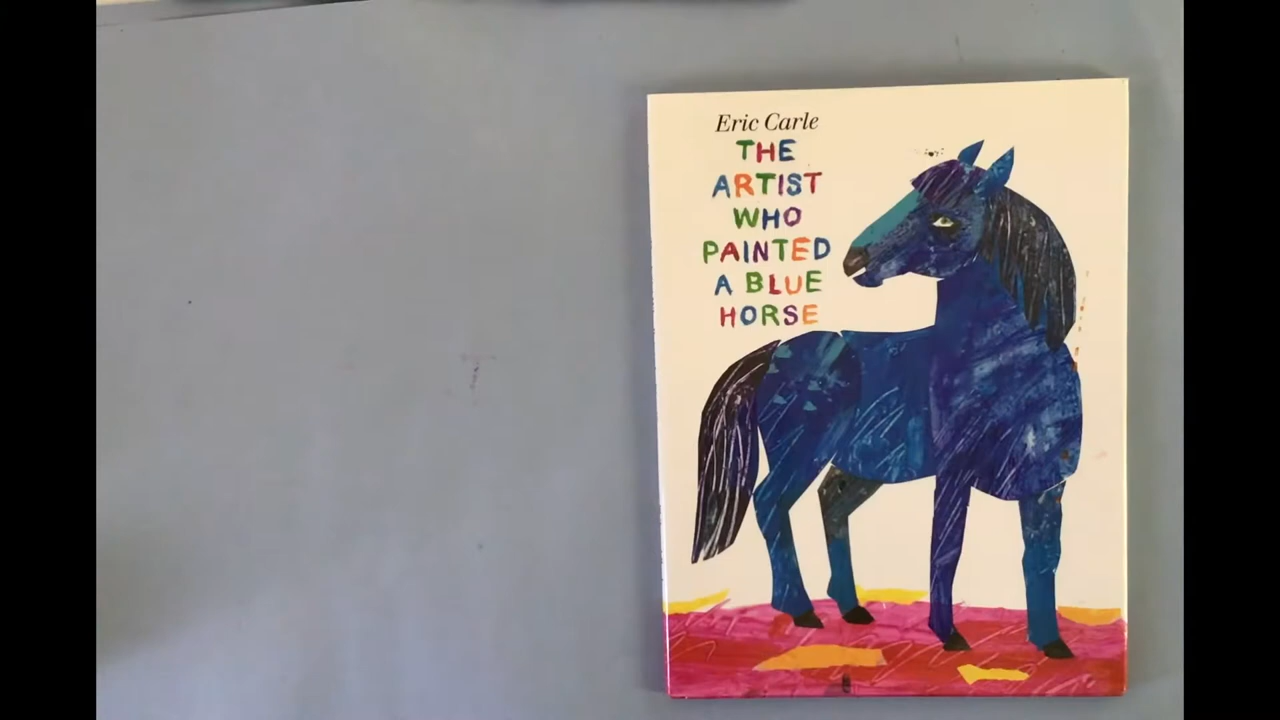 Eric Carle
THE
ARTIST
WHO
PAINTED
A BLUE
HORSE